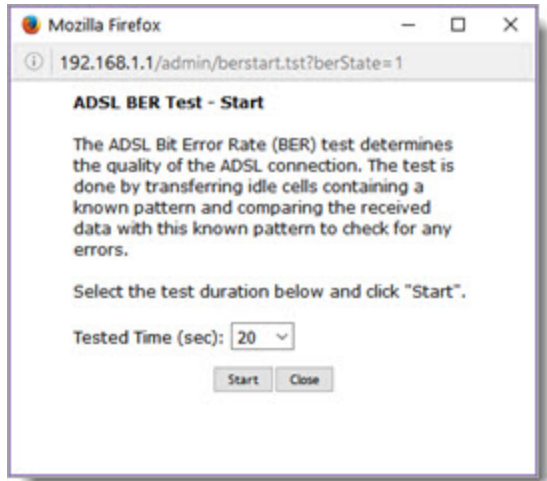 Mozilla Firefox
192.168.1.1/admin/berstart.tst?berState=1
ADSL BER Test - Start
The ADSL Bit Error Rate (BER) test determines
the quality of the ADSL connection. The test is
done by transferring idle cells containing a
known pattern and comparing the received
data with this known pattern to check for any
errors.
Select the test duration below and click "Start".
Tested Time (sec): 20
Start Close